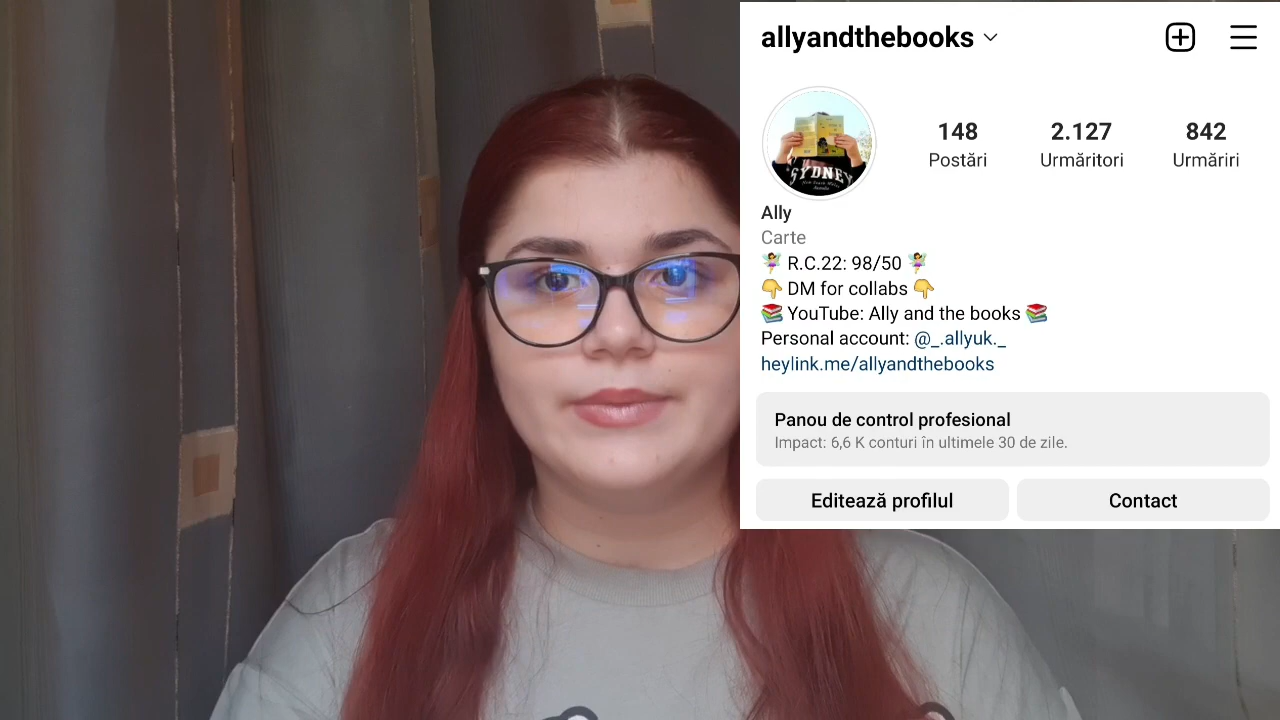 allyandthebooks
148
2.127
842
Postări
Urmăritori
Urmăriri
SYDNEY
Ally
Carte
🧚‍♀️ R.C.22: 98/50 🧚‍♀️
👇 DM for collabs 👇
📚 YouTube: Ally and the books 📚
Personal account: @_.allyuk._
heylink.me/allyandthebooks
Panou de control profesional
Impact: 6,6 K conturi în ultimele 30 de zile.
Editează profilul
Contact